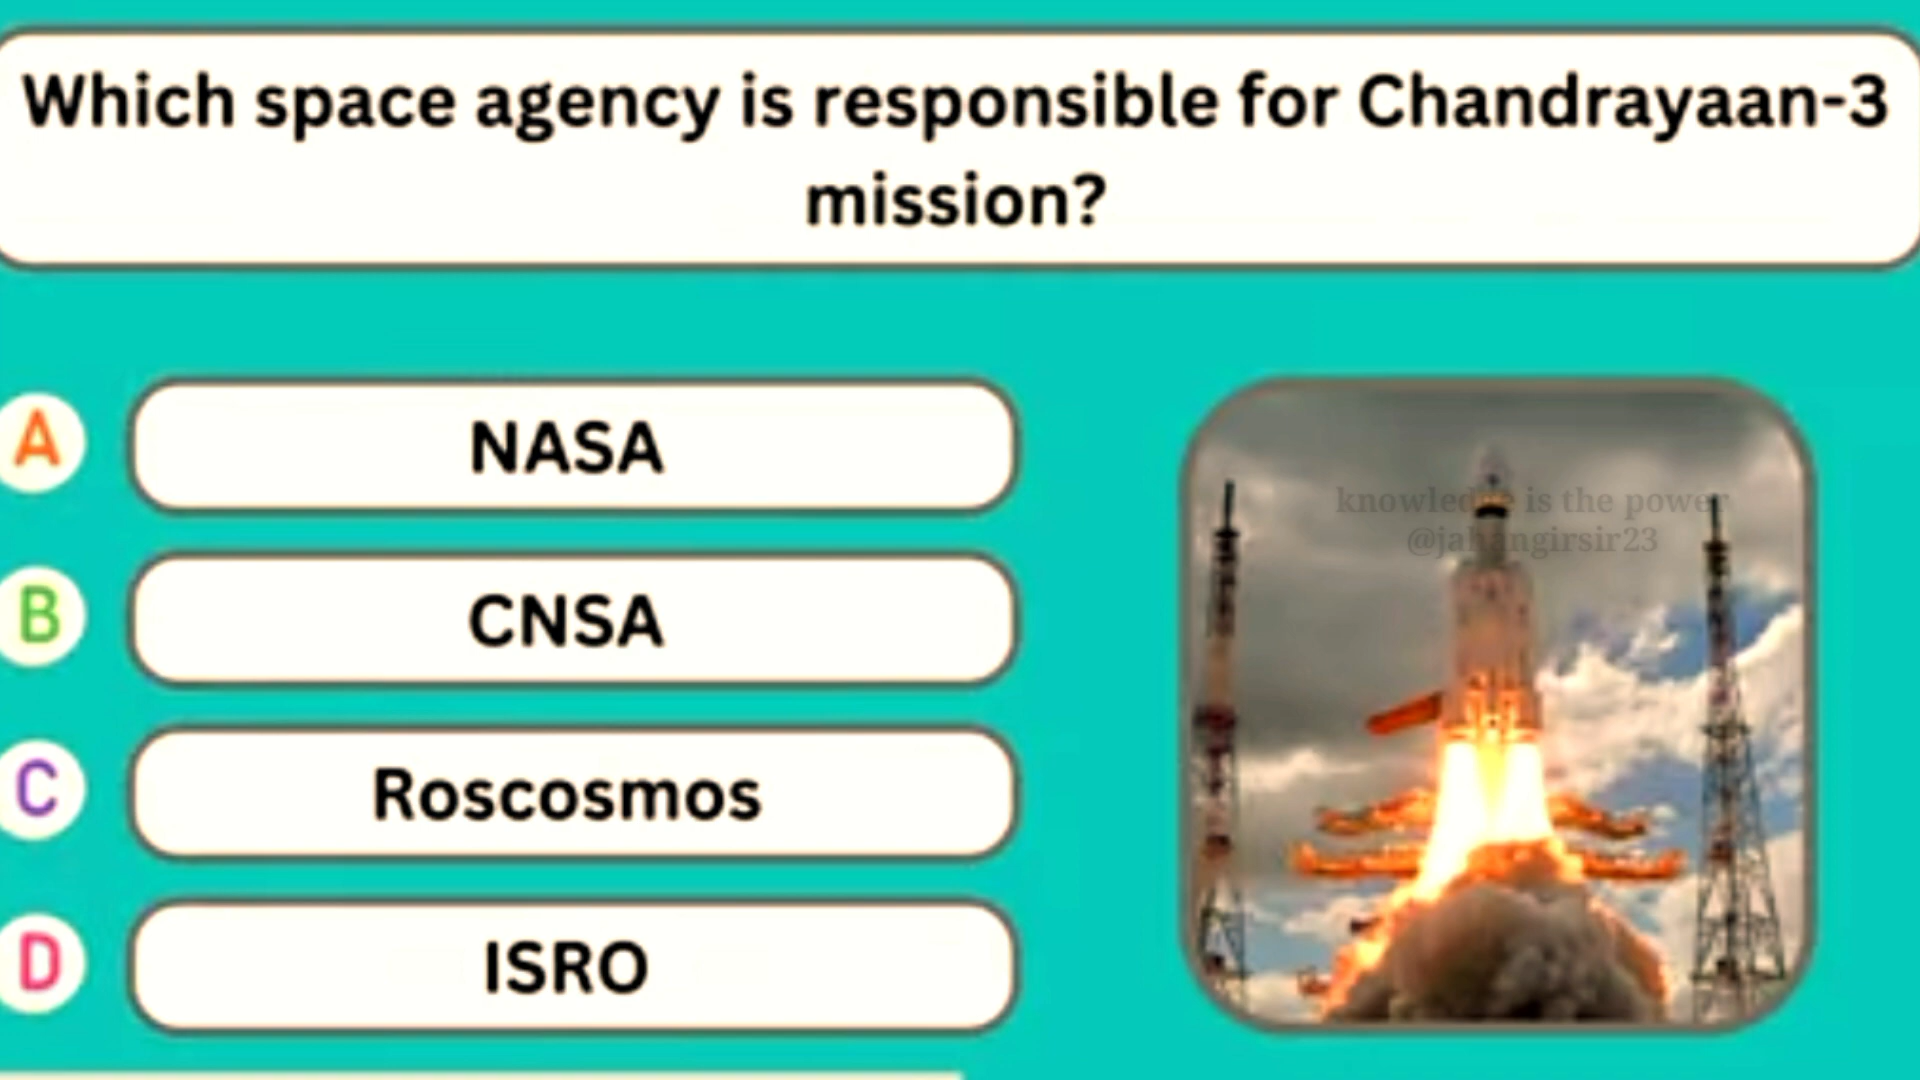 Which space agency is responsible for Chandrayaan-3
mission?
A
NASA
B
CNSA
C
Roscosmos
D
ISRO
knowledge is the power
@jahangirsir23